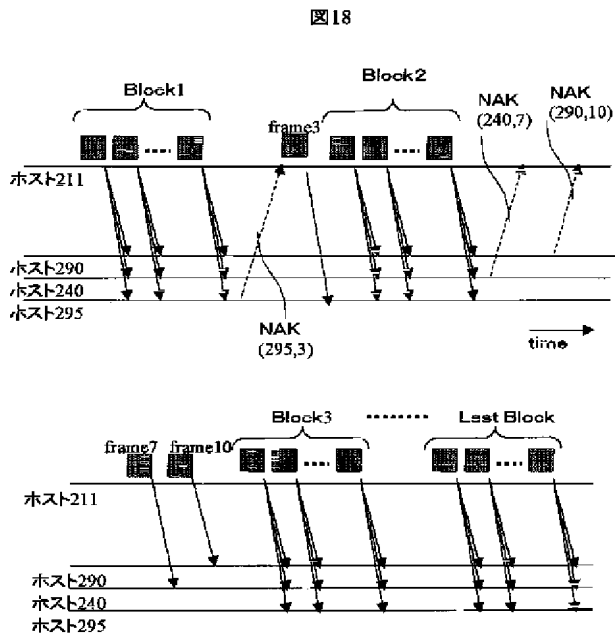 図18
Block1
Block2
NAK
(240,7)
NAK
(290,10)
frame3
ホスト211
ホスト290
ホスト240
ホスト295
NAK
(295,3)
time
Block3
Last Block
frame7
frame10
ホスト211
ホスト290
ホスト240
ホスト295